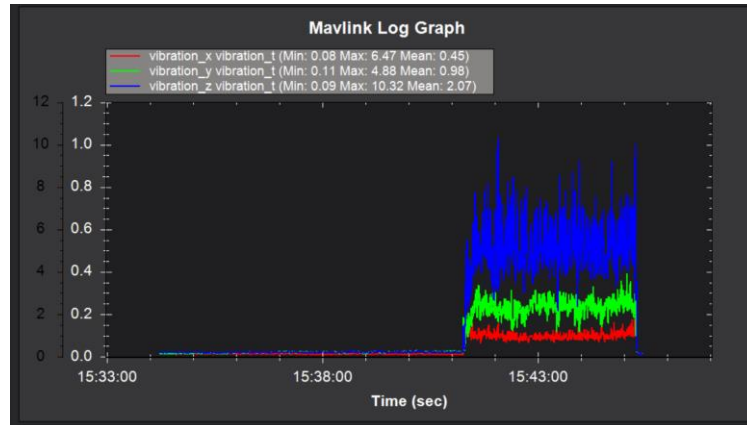 Mavlink Log Graph
vibration_x vibration_t (Min: 0.08 Max: 6.47 Mean: 0.45)
vibration_y vibration_t (Min: 0.11 Max: 4.88 Mean: 0.98)
vibration_z vibration_t (Min: 0.09 Max: 10.32 Mean: 2.07)
12 1.2
10 1.0
8 0.8
6 0.6
4 0.4
2 0.2
0 0.0
15:33:00 15:38:00 15:43:00
Time (sec)